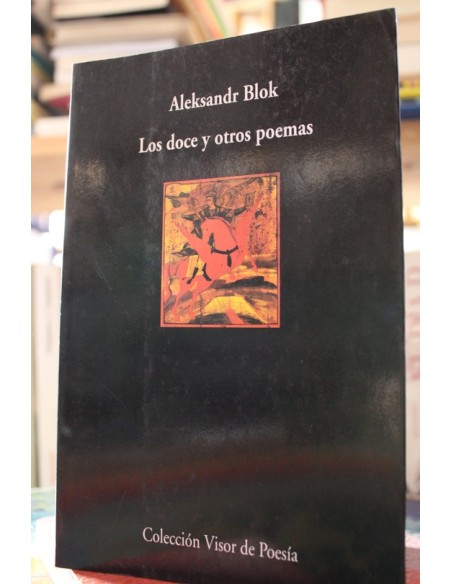 Aleksandr Blok
Los doce y otros poemas
Colección Visor de Poesía